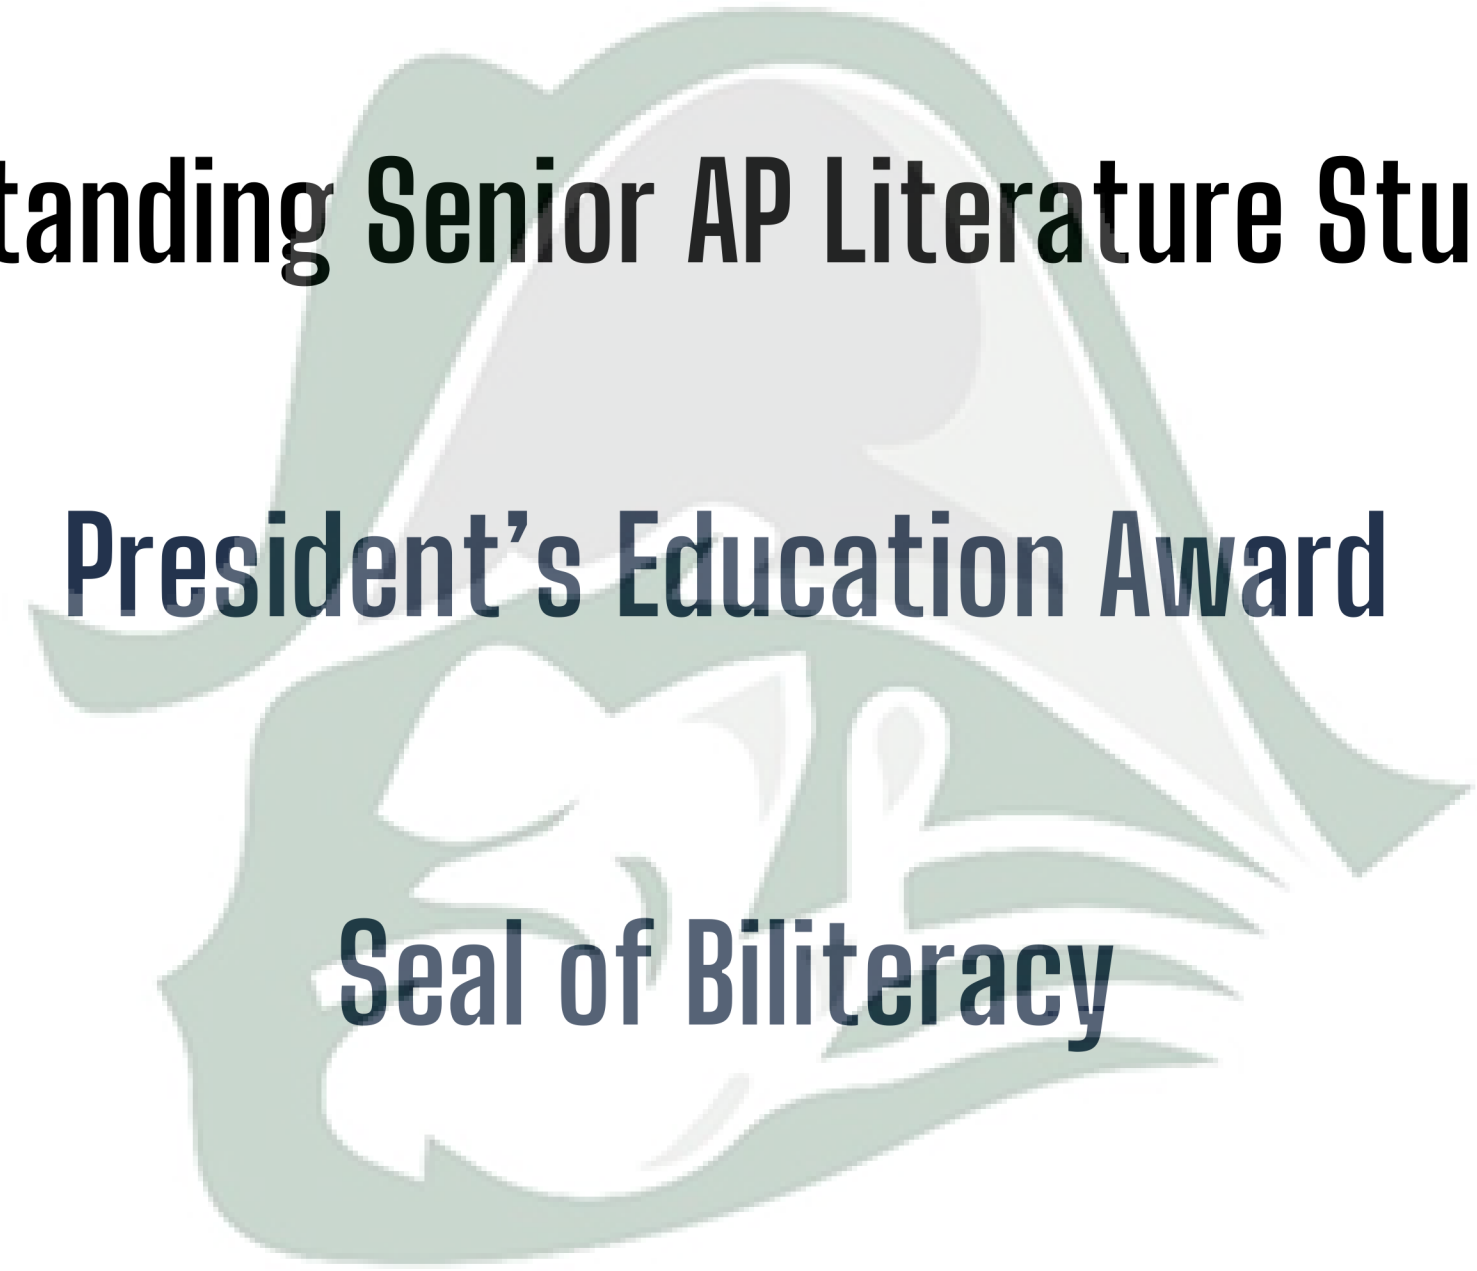 tanding Senior AP Literature Stu
President’s Education Award
Seal of Biliteracy